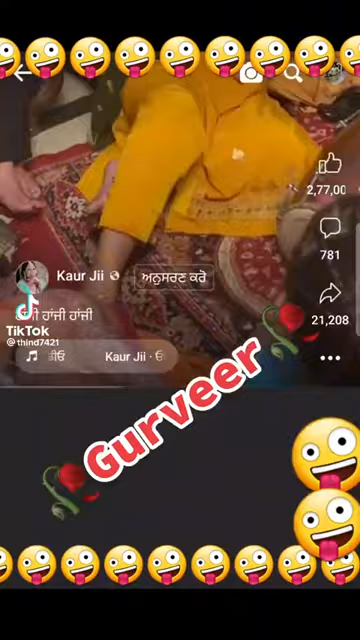 2,77,00
781
Kaur Jii
ਅਨੁਸਰਣ ਕਰੋ
21,208
ਹਾਂਜੀ ਹਾਂਜੀ
TikTok
@thind7421
Kaur Jii
Gurveer